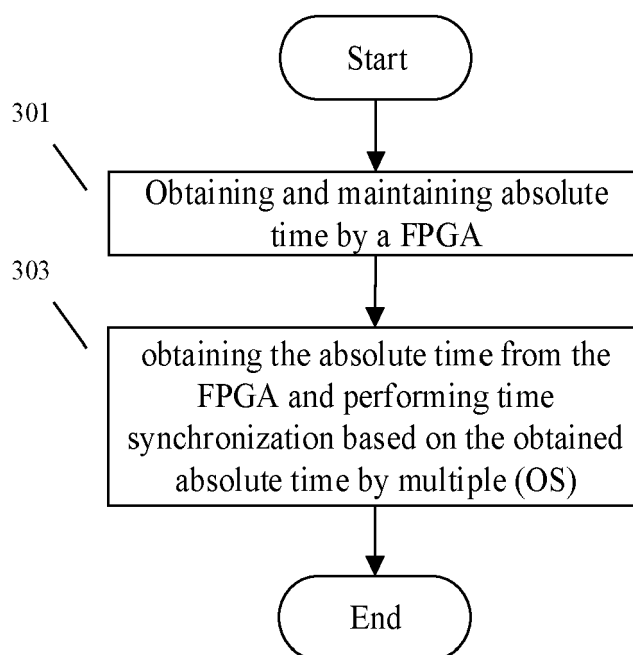 Start
301
Obtaining and maintaining absolute
time by a FPGA
303
obtaining the absolute time from the
FPGA and performing time
synchronization based on the obtained
absolute time by multiple (OS)
End